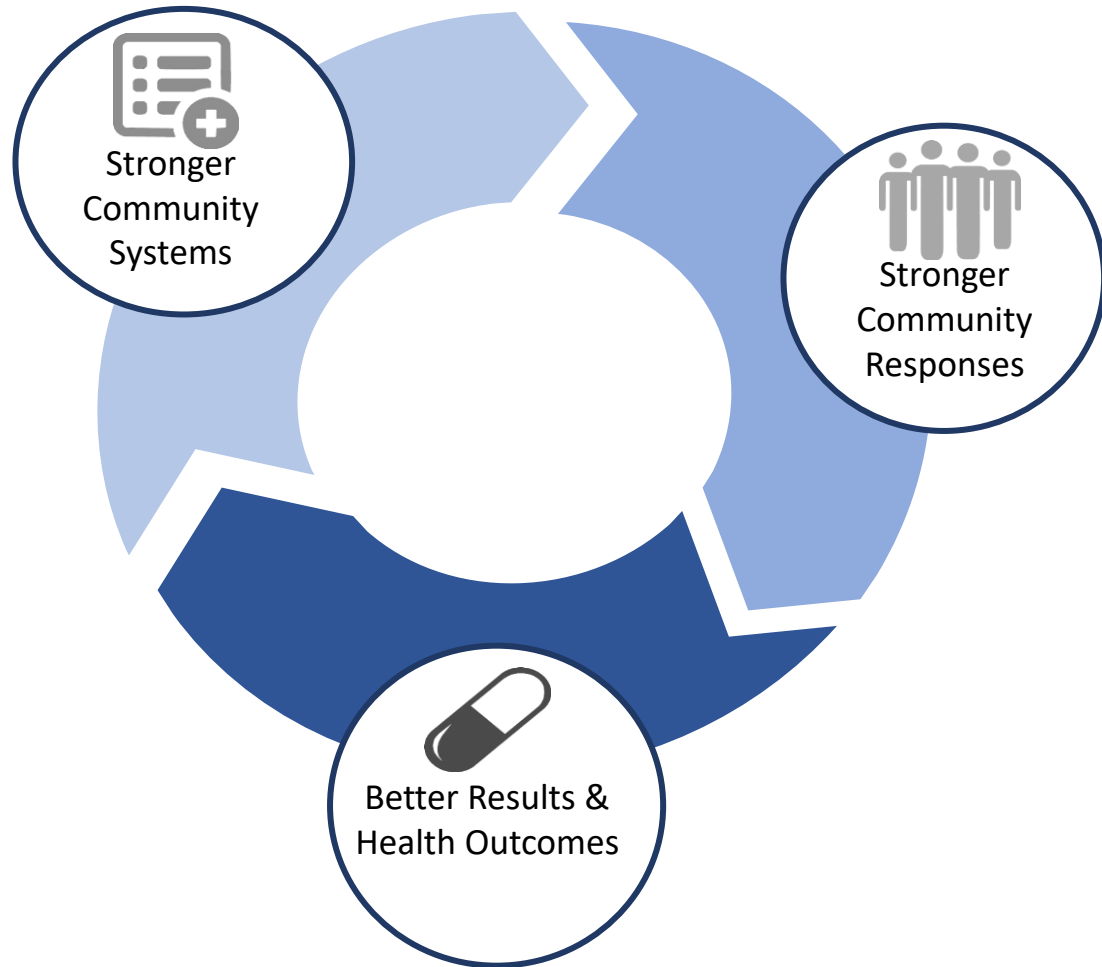 Stronger
Community
Systems
Stronger
Community
Responses
Better Results &
Health Outcomes